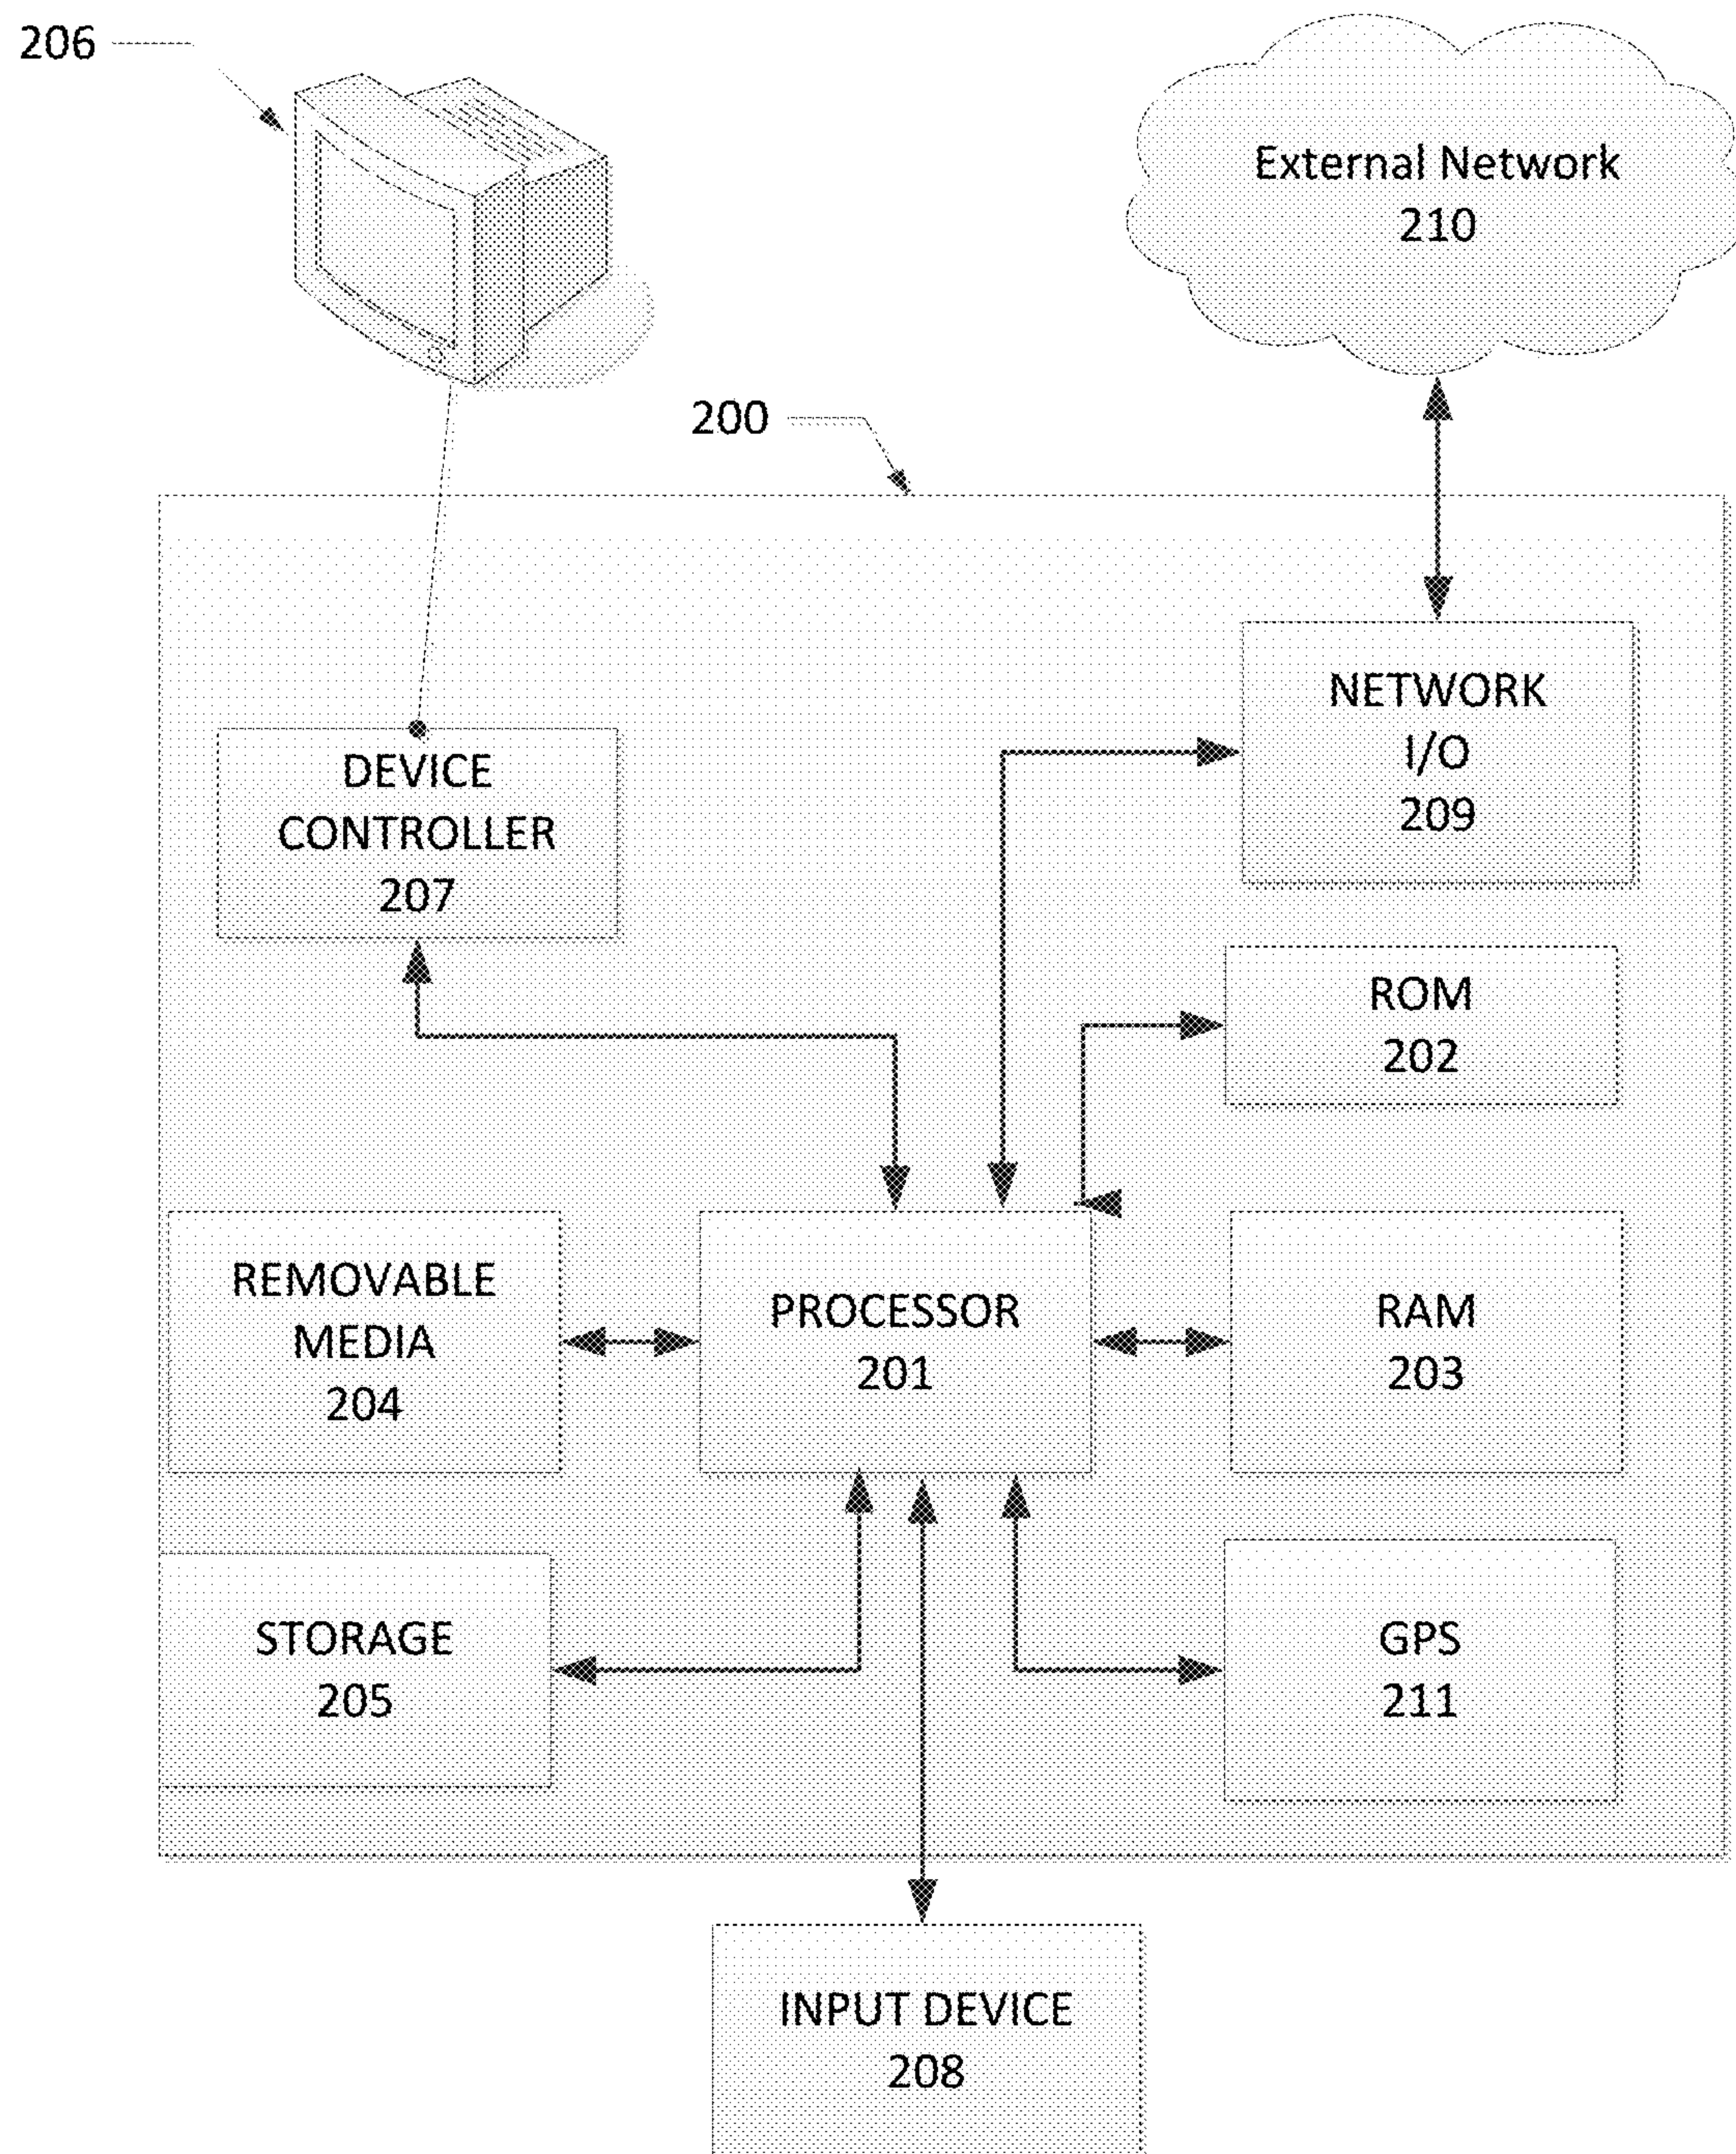 206
External Network
210
200
NETWORK
I/O
209
DEVICE
CONTROLLER
207
ROM
202
REMOVABLE
MEDIA
204
PROCESSOR
201
RAM
203
STORAGE
205
GPS
211
INPUT DEVICE
208